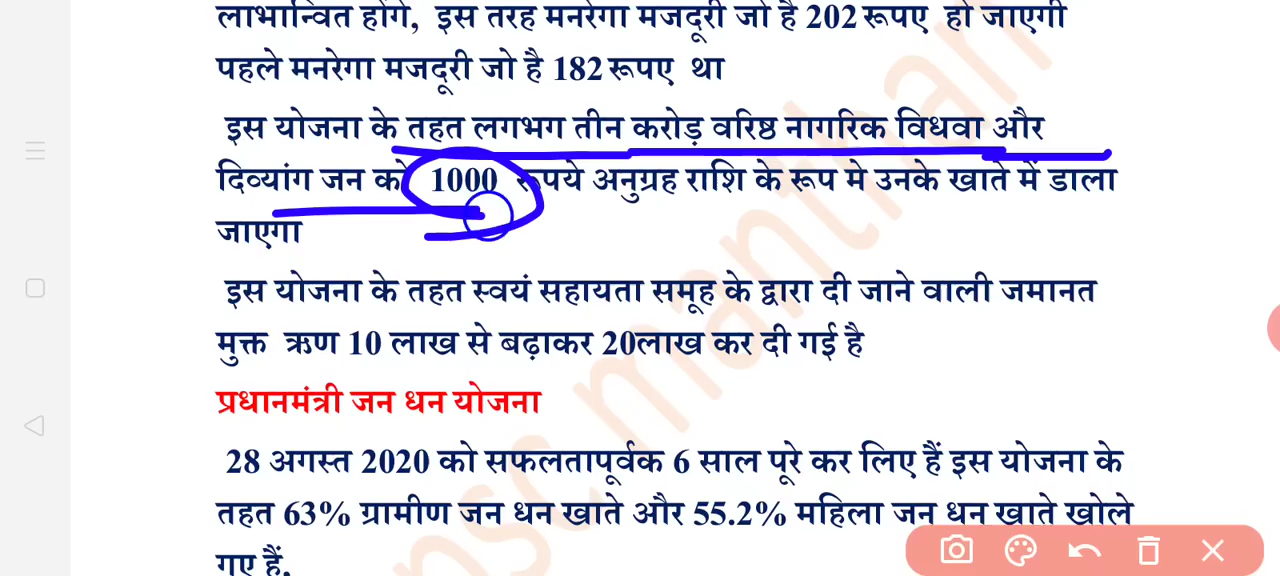 लाभान्वित होंगे, इस तरह मनरेगा मजदूरी जो है 202 रूपए हो जाएगी
पहले मनरेगा मजदूरी जो है 182 रूपए था
इस योजना के तहत लगभग तीन करोड़ वरिष्ठ नागरिक विधवा और
दिव्यांग जन को 1000 रूपये अनुग्रह राशि के रूप मे उनके खाते में डाला
जाएगा
इस योजना के तहत स्वयं सहायता समूह के द्वारा दी जाने वाली जमानत
मुक्त ऋण 10 लाख से बढ़ाकर 20लाख कर दी गई है
प्रधानमंत्री जन धन योजना
28 अगस्त 2020 को सफलतापूर्वक 6 साल पूरे कर लिए हैं इस योजना के
तहत 63% ग्रामीण जन धन खाते और 55.2% महिला जन धन खाते खोले
गए हैं.
nsc manthan